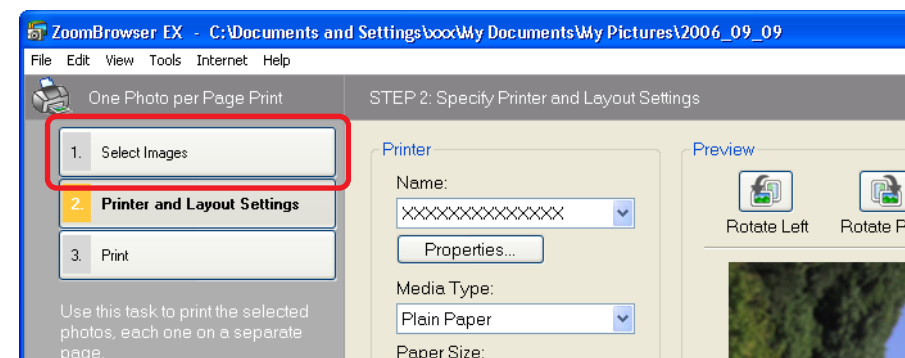 ZoomBrowser EX - C:\Documents and Settings\xxx\My Documents\My Pictures\2006_09_09
File Edit View Tools Internet Help
One Photo per Page Print
STEP 2: Specify Printer and Layout Settings
1. Select Images
2. Printer and Layout Settings
3. Print
Use this task to print the selected
photos, each one on a separate
page.
Printer
Name:
XXXXXXXXXXXXXX
Properties...
Media Type:
Plain Paper
Paper Size:
Preview
Rotate Left
Rotate